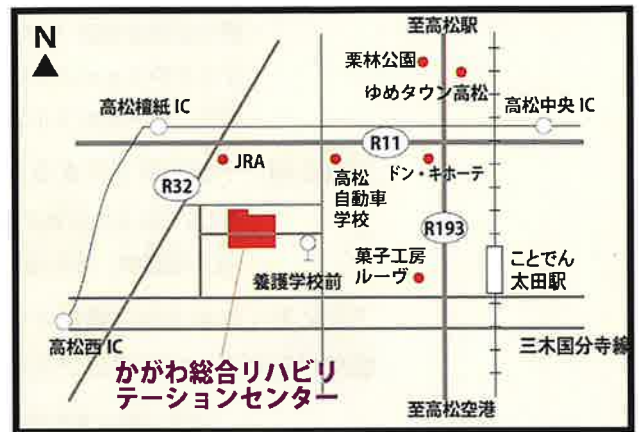 N
至高松駅
栗林公園
ゆめタウン高松
高松檀紙 IC
高松中央 IC
R11
JRA
高松
自動車
学校
ドン・キホーテ
R32
R193
養護学校前
菓子工房
ルーヴ
ことでん
太田駅
高松西 IC
三木国分寺線
かがわ総合リハビリ
テーションセンター
至高松空港